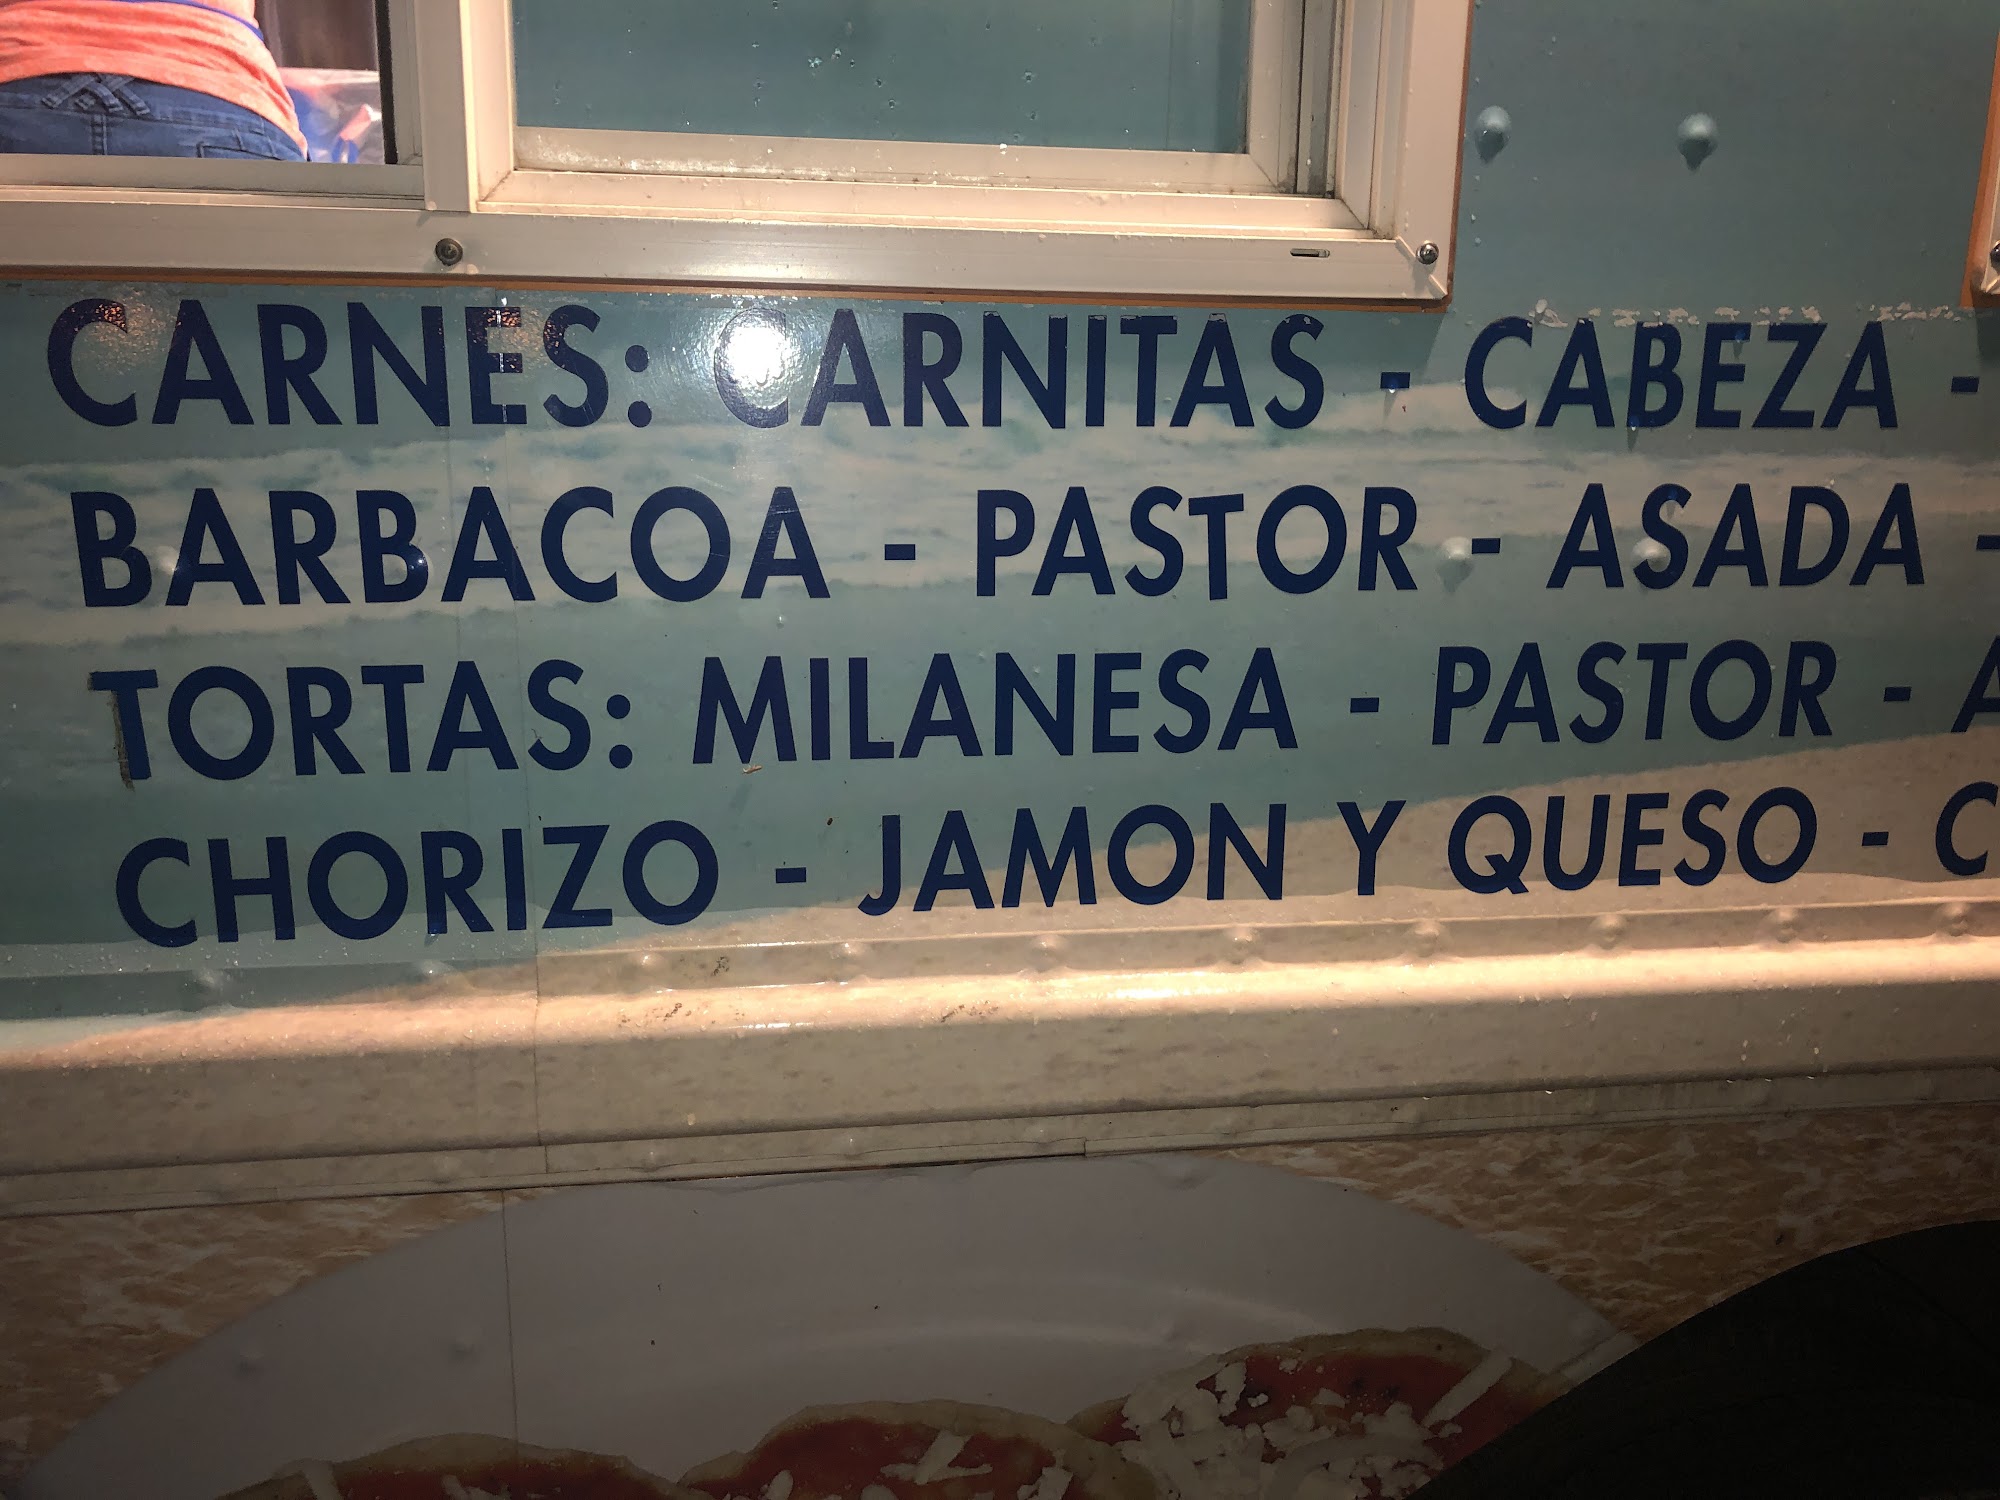 CARNES: CARNITAS - CABEZA -
BARBACOA - PASTOR - ASADA -
TORTAS: MILANESA - PASTOR -
CHORIZO - JAMON Y QUESO -